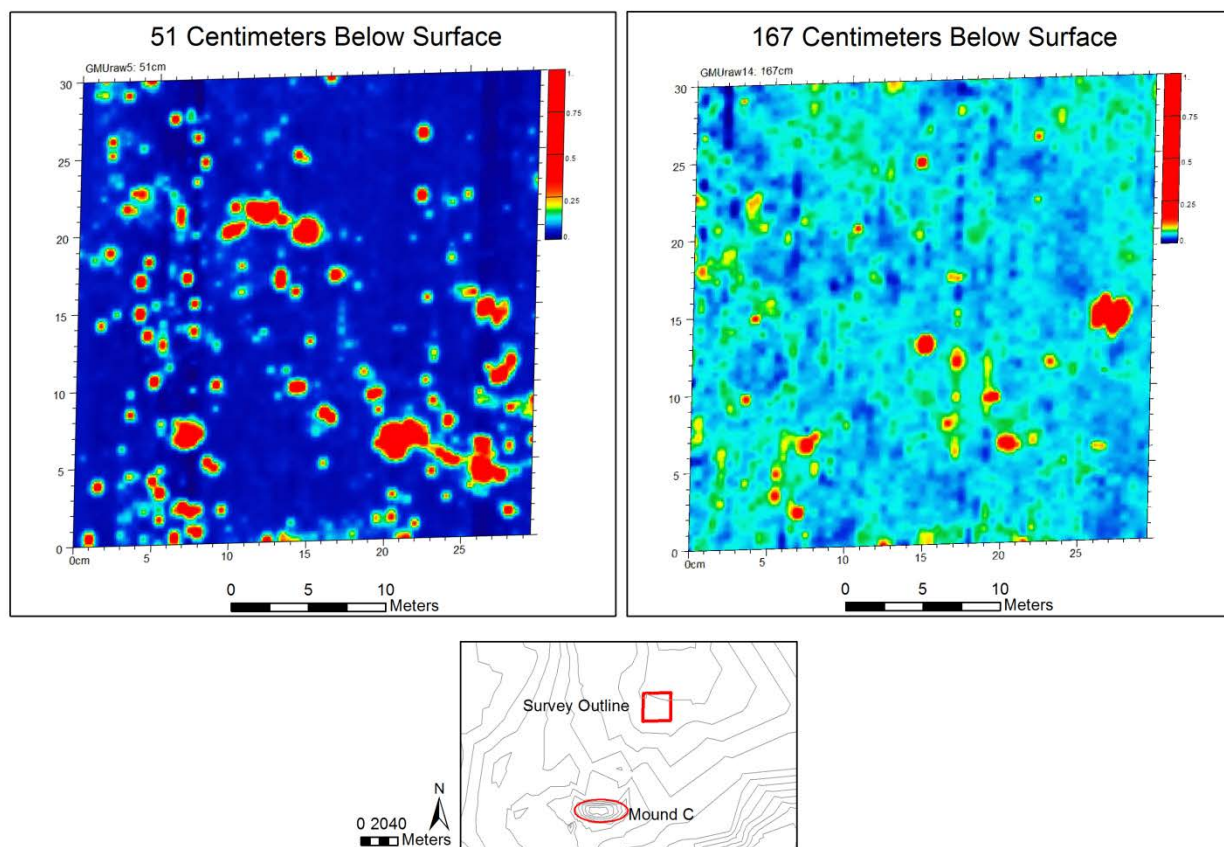 51 Centimeters Below Surface
GMUraw5: 51cm
30
25
20
15
10
5
0
0cm
5
10
15
20
25
1.
0.75
0.5
0.25
0.
0 5 10
Meters
167 Centimeters Below Surface
GMUraw14: 167cm
30
25
20
15
10
5
0
0cm
5
10
15
20
25
1.
0.75
0.5
0.25
0.
0 5 10
Meters
Survey Outline
Mound C
N
0 2040
Meters